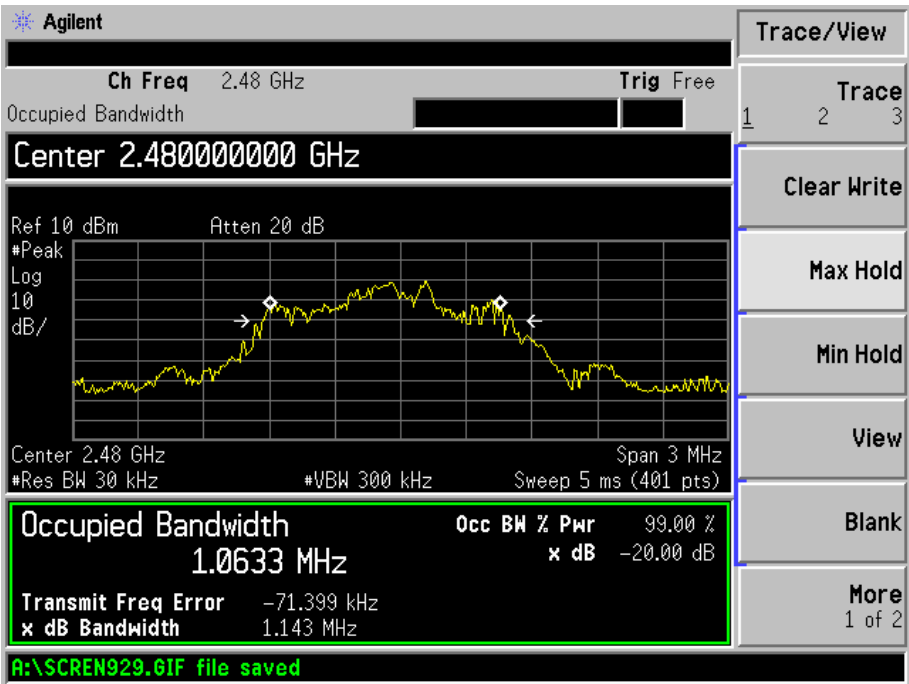 Agilent
Trace/View
Ch Freq 2.48 GHz Trig Free
Occupied Bandwidth
Trace
1 2 3
Center 2.480000000 GHz
Clear Write
Ref 10 dBm Atten 20 dB
#Peak
Log
10
dB/
Max Hold
Min Hold
View
Center 2.48 GHz Span 3 MHz
#Res BW 30 kHz #VBW 300 kHz Sweep 5 ms (401 pts)
Occupied Bandwidth Occ BW % Pwr 99.00 %
1.0633 MHz x dB -20.00 dB
Blank
Transmit Freq Error -71.399 kHz
x dB Bandwidth 1.143 MHz
More
1 of 2
A:\SCREN929.GIF file saved